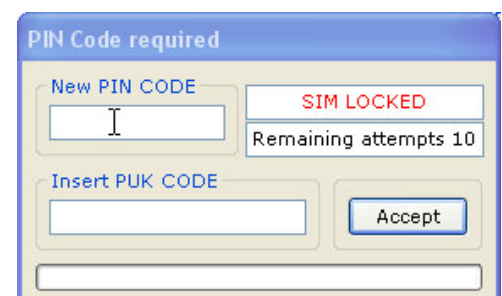 PIN Code required
New PIN CODE
SIM LOCKED
Remaining attempts 10
Insert PUK CODE
Accept